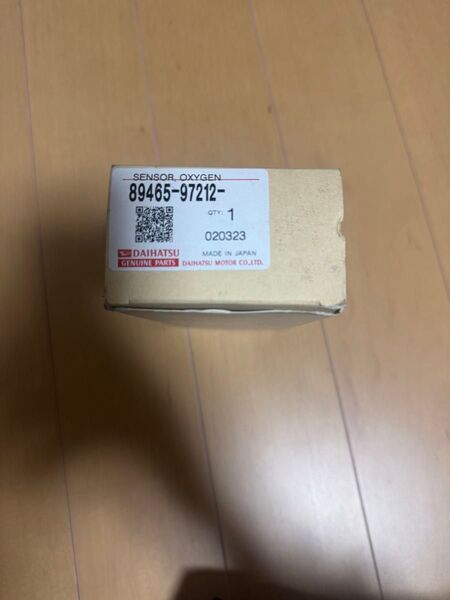 SENSOR, OXYGEN
89465-97212-
QTY: 1
020323
DAIHATSU MADE IN JAPAN
GENUINE PARTS DAIHATSU MOTOR CO.,LTD.